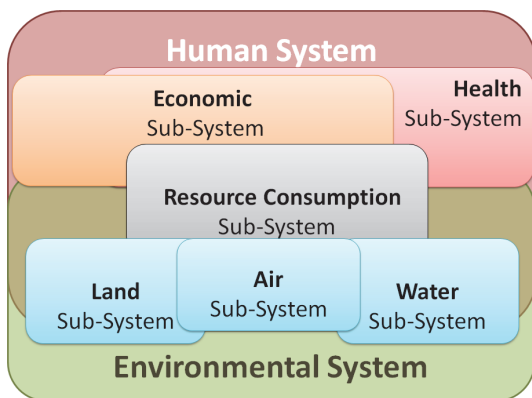 Human System
Economic
Sub-System
Health
Sub-System
Resource Consumption
Sub-System
Land
Sub-System
Air
Sub-System
Water
Sub-System
Environmental System